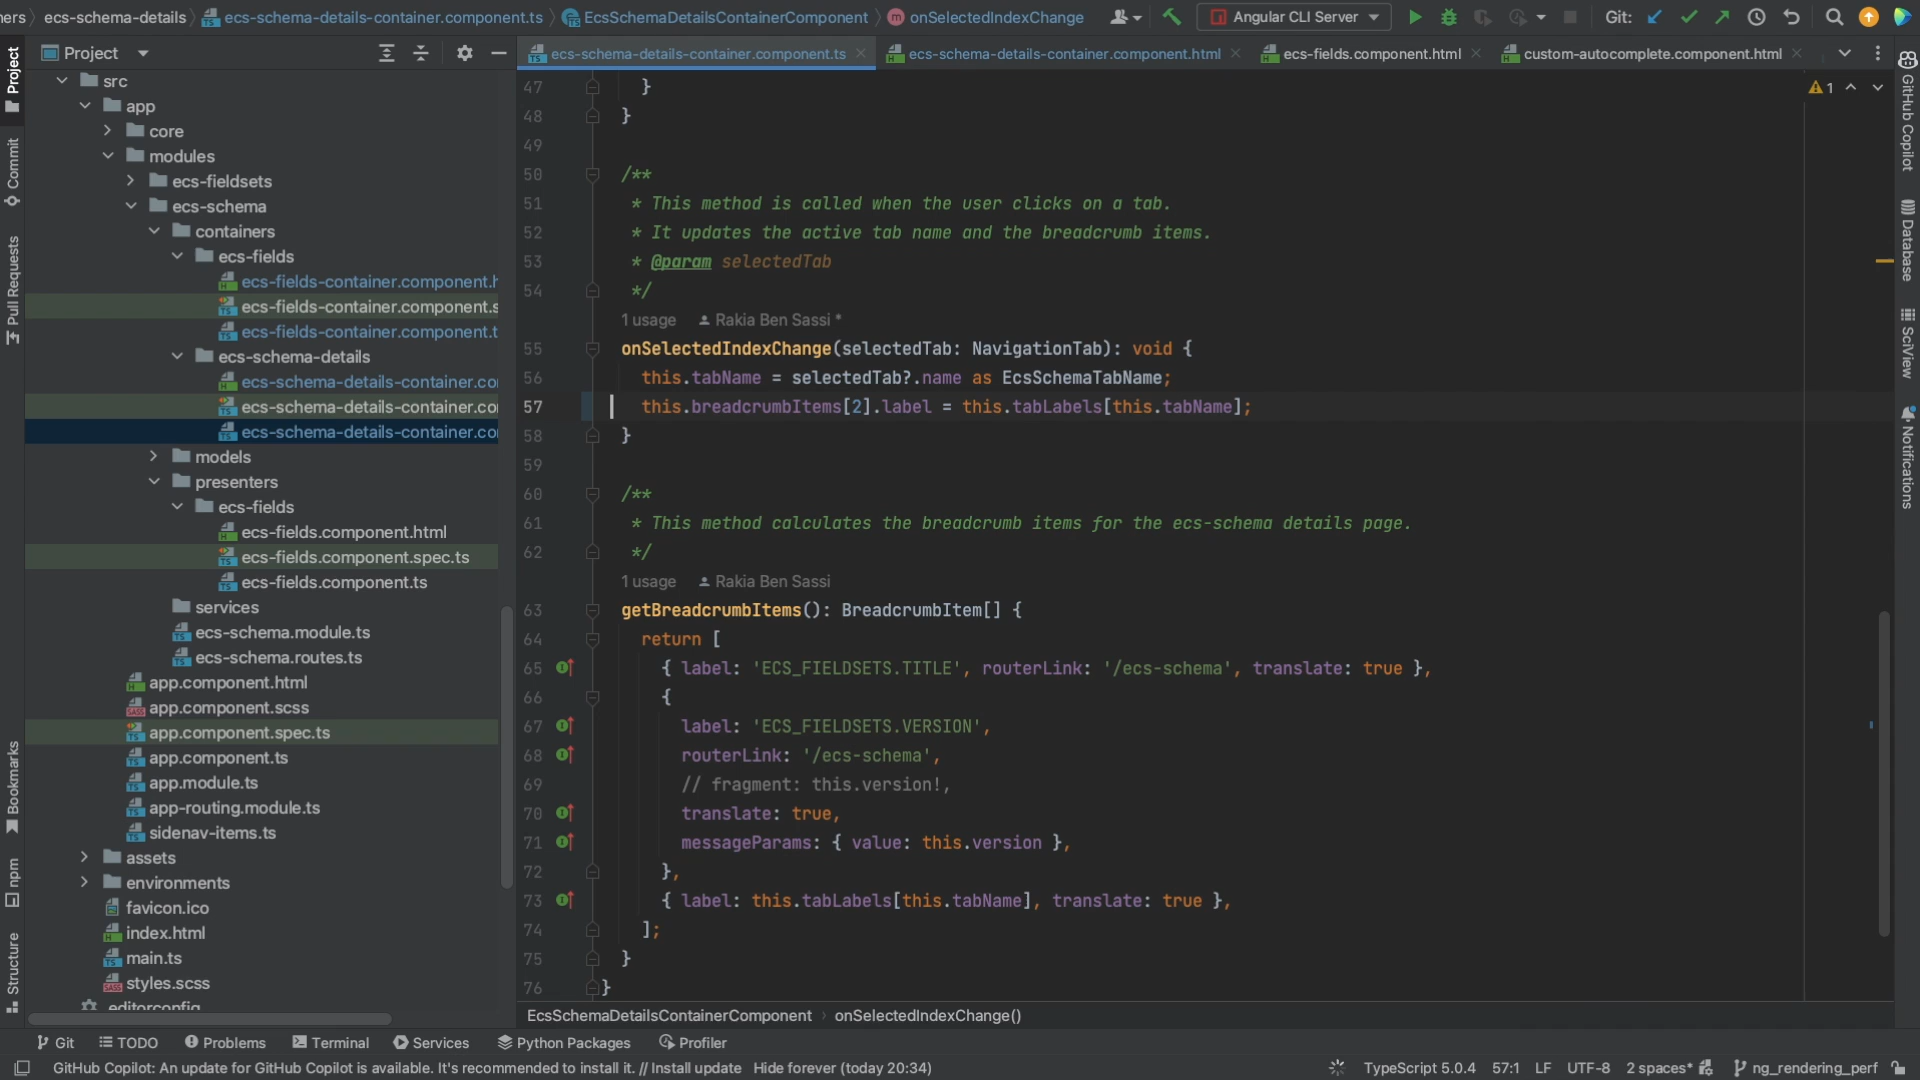 ners
ecs-schema-details
ecs-schema-details-container.component.ts
EcsSchemaDetailsContainerComponent
onSelectedIndexChange
Angular CLI Server
Git:
Project
ecs-schema-details-container.component.ts
ecs-schema-details-container.component.html
ecs-fields.component.html
custom-autocomplete.component.html
Project
Commit
Pull Requests
Bookmarks
npm
Structure
src
app
core
modules
ecs-fieldsets
ecs-schema
containers
ecs-fields
ecs-fields-container.component.h
ecs-fields-container.component.s
ecs-fields-container.component.t
ecs-schema-details
ecs-schema-details-container.co
ecs-schema-details-container.co
ecs-schema-details-container.co
models
presenters
ecs-fields
ecs-fields.component.html
ecs-fields.component.spec.ts
ecs-fields.component.ts
services
ecs-schema.module.ts
ecs-schema.routes.ts
app.component.html
app.component.scss
app.component.spec.ts
app.component.ts
app.module.ts
app-routing.module.ts
sidenav-items.ts
assets
environments
favicon.ico
index.html
main.ts
styles.scss
.editorconfig
47 }
48 }
49
50 /**
51 * This method is called when the user clicks on a tab.
52 * It updates the active tab name and the breadcrumb items.
53 * @param selectedTab
54 */
1 usage Rakia Ben Sassi *
55 onSelectedIndexChange(selectedTab: NavigationTab): void {
56 this.tabName = selectedTab?.name as EcsSchemaTabName;
57 this.breadcrumbItems[2].label = this.tabLabels[this.tabName];
58 }
59
60 /**
61 * This method calculates the breadcrumb items for the ecs-schema details page.
62 */
1 usage Rakia Ben Sassi
63 getBreadcrumbItems(): BreadcrumbItem[] {
64 return [
65 { label: 'ECS_FIELDSETS.TITLE', routerLink: '/ecs-schema', translate: true },
66 {
67 label: 'ECS_FIELDSETS.VERSION',
68 routerLink: '/ecs-schema',
69 // fragment: this.version!,
70 translate: true,
71 messageParams: { value: this.version },
72 },
73 { label: this.tabLabels[this.tabName], translate: true },
74 ];
75 }
76 }
1
GitHub Copilot
Database
SciView
Notifications
EcsSchemaDetailsContainerComponent
onSelectedIndexChange()
Git
TODO
Problems
Terminal
Services
Python Packages
Profiler
GitHub Copilot: An update for GitHub Copilot is available. It's recommended to install it. // Install update Hide forever (today 20:34)
TypeScript 5.0.4
57:1
LF
UTF-8
2 spaces*
ng_rendering_perf